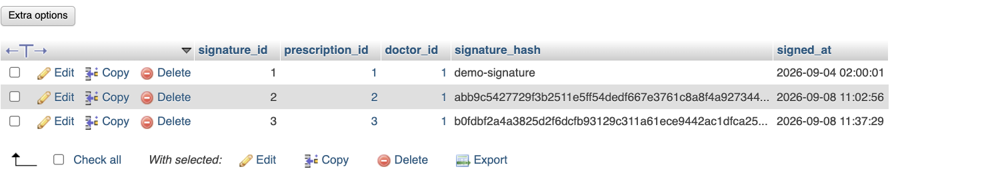 Extra options
signature_id prescription_id doctor_id signature_hash signed_at
Edit Copy Delete 1 1 1 demo-signature 2026-09-04 02:00:01
Edit Copy Delete 2 2 1 abb9c5427729f3b2511e5ff54dedf667e3761c8a8f4a927344... 2026-09-08 11:02:56
Edit Copy Delete 3 3 1 b0fdbf2a4a3825d2f6dcfb93129c311a61ece9442ac1dfca25... 2026-09-08 11:37:29
Check all With selected: Edit Copy Delete Export